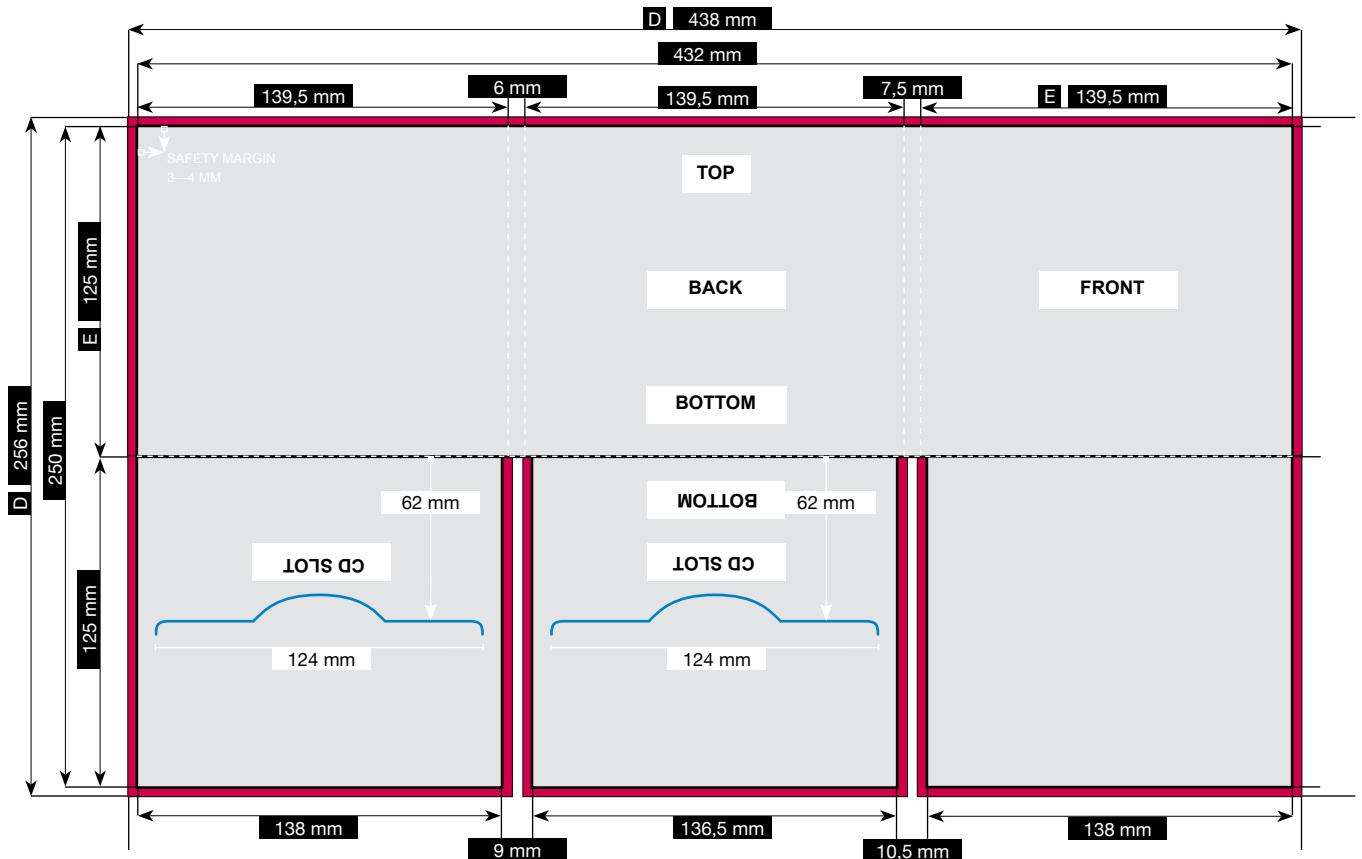 D 438 mm
432 mm
6 mm
7,5 mm
139,5 mm
139,5 mm
E 139,5 mm
SAFETY MARGIN
3—4 MM
TOP
125 mm
E
BACK
FRONT
BOTTOM
256 mm
D
250 mm
62 mm
BOTTOM
62 mm
CD SLOT
CD SLOT
125 mm
124 mm
124 mm
138 mm
136,5 mm
138 mm
9 mm
10,5 mm